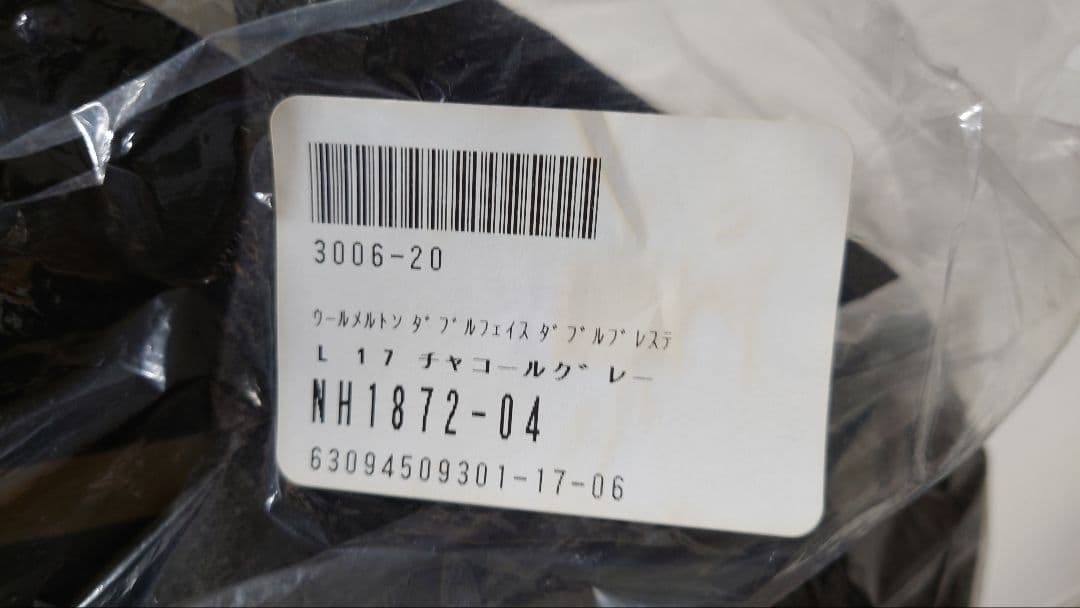 3006-20
ｳｰﾙﾒﾙﾄﾝ ﾀﾞﾌﾞﾙﾌｪｲｽ ﾀﾞﾌﾞﾙﾌﾞﾚｽﾃ
L 17 チャコールグレー
NH1872-04
63094509301-17-06